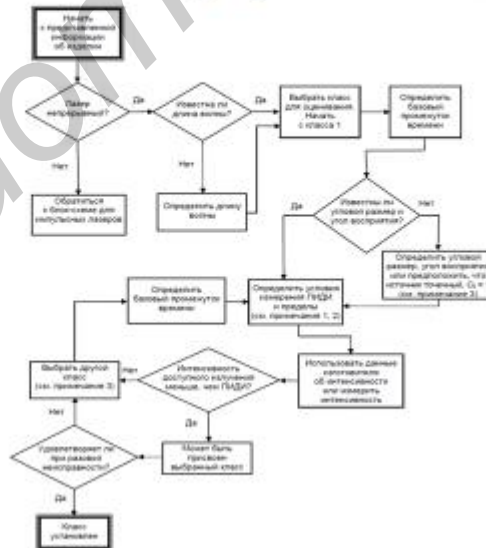 Начать
с представленной
информации
об изделии
Лазер
непрерывный?
Да
Известна ли
длина волны?
Да
Выбрать класс
для оценивания.
Начать
с класса 1
Определить
базовый
промежуток
времени
Нет
Нет
Обратиться
к блок-схеме для
импульсных лазеров
Определить длину
волны
Да
Известны ли
угловой размер и
угол восприятия?
Нет
Определить угловой
размер, угол восприятия
или предположить, что
источник точечный,
(см. примечание 3)
Определить
базовый промежуток
времени
Определить условия
измерения ПИДИ
и пределы
(см. примечание 1, 2)
Выбрать другой
класс
(см. примечание 3)
Нет
Интенсивность
доступного излучения
меньше, чем ПИДИ?
Использовать данные
изготовителя
об интенсивности
или измерить
интенсивность
Нет
Да
Удовлетворяет ли
при разовой
неисправности?
Может быть
присвоен
выбранный класс
Да
Класс
установлен